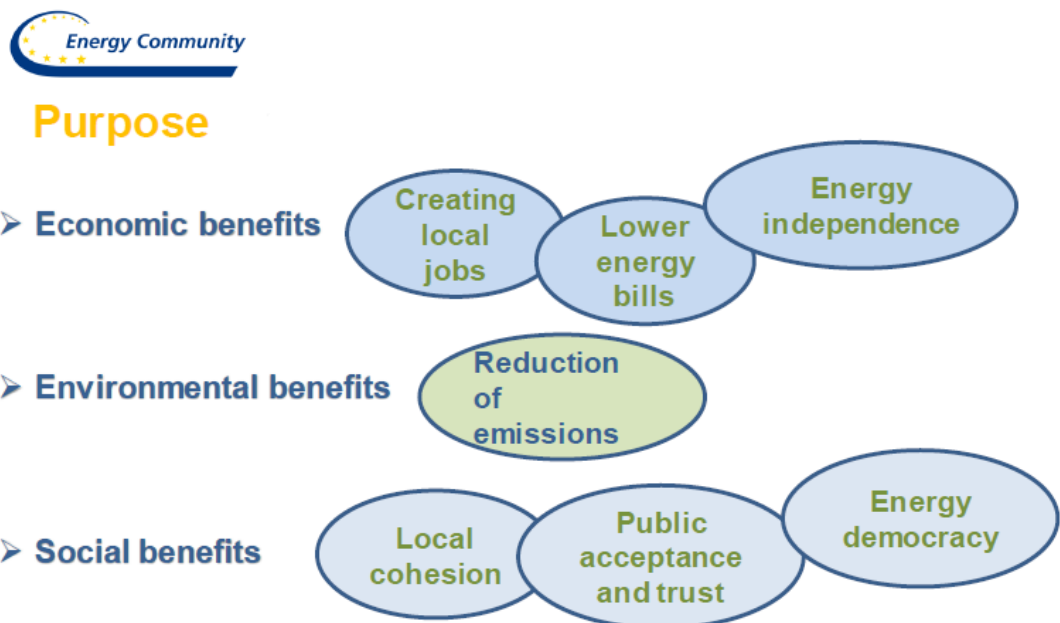 Energy Community
Purpose
➢ Economic benefits
Creating
local
jobs
Lower
energy
bills
Energy
independence
➢ Environmental benefits
Reduction
of
emissions
➢ Social benefits
Local
cohesion
Public
acceptance
and trust
Energy
democracy